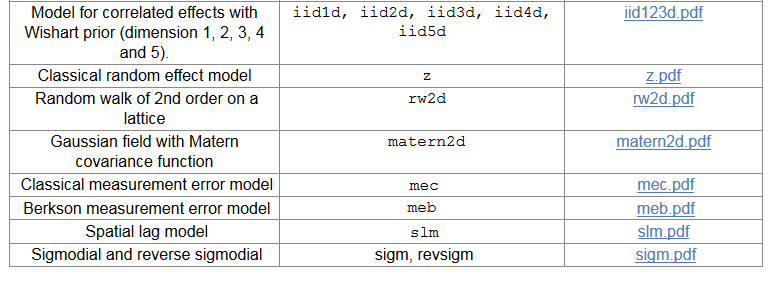 Model for correlated effects with
Wishart prior (dimension 1, 2, 3, 4
and 5).
iid1d, iid2d, iid3d, iid4d,
iid5d
iid123d.pdf
Classical random effect model
z
z.pdf
Random walk of 2nd order on a
lattice
rw2d
rw2d.pdf
Gaussian field with Matern
covariance function
matern2d
matern2d.pdf
Classical measurement error model
mec
mec.pdf
Berkson measurement error model
meb
meb.pdf
Spatial lag model
slm
slm.pdf
Sigmodial and reverse sigmodial
sigm, revsigm
sigm.pdf